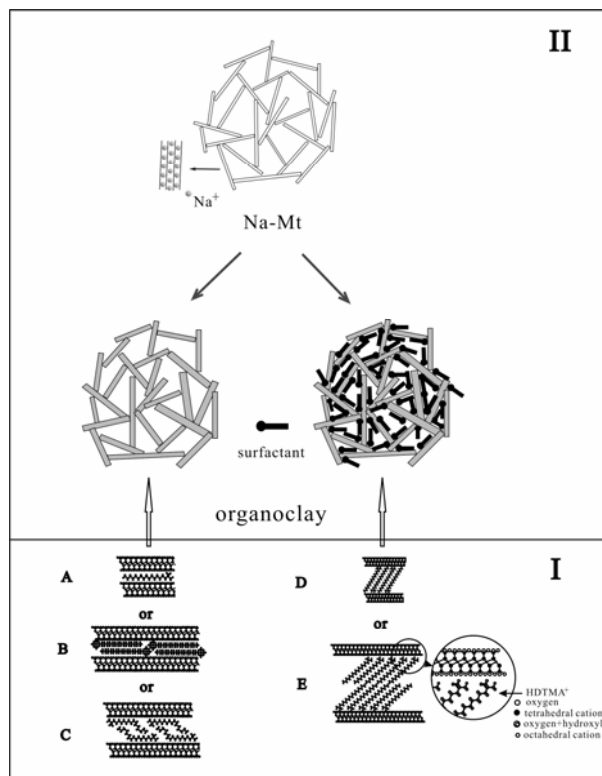 II
Na⁺
Na-Mt
surfactant
organoclay
I
A
or
B
or
C
D
or
E
HDTMA⁺
oxygen
tetrahedral cation
oxygen+hydroxyl
octahedral cation